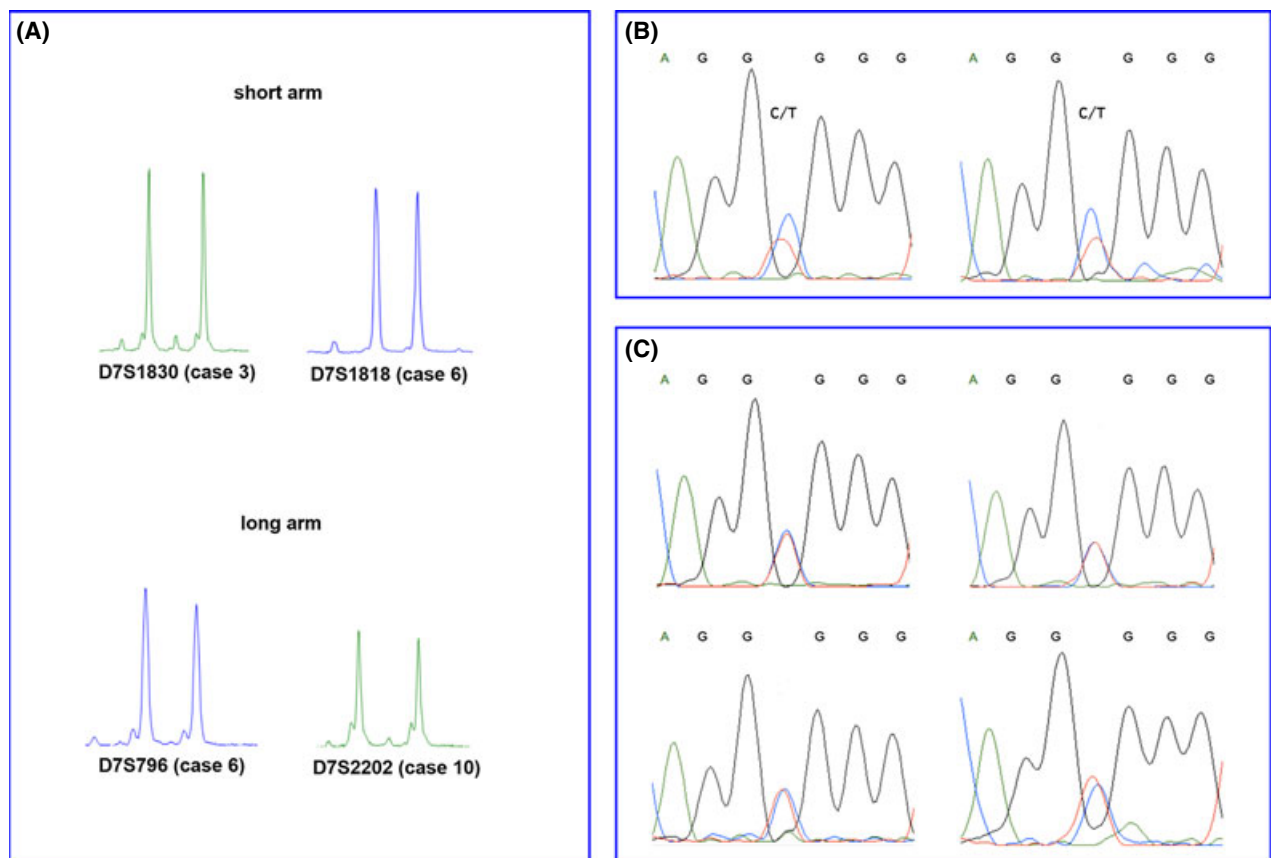 (A)
short arm
D7S1830 (case 3) D7S1818 (case 6)
long arm
D7S796 (case 6) D7S2202 (case 10)
(B)
A G G G G G A G G G G G
C/T C/T
(C)
A G G G G G A G G G G G
A G G G G G A G G G G G